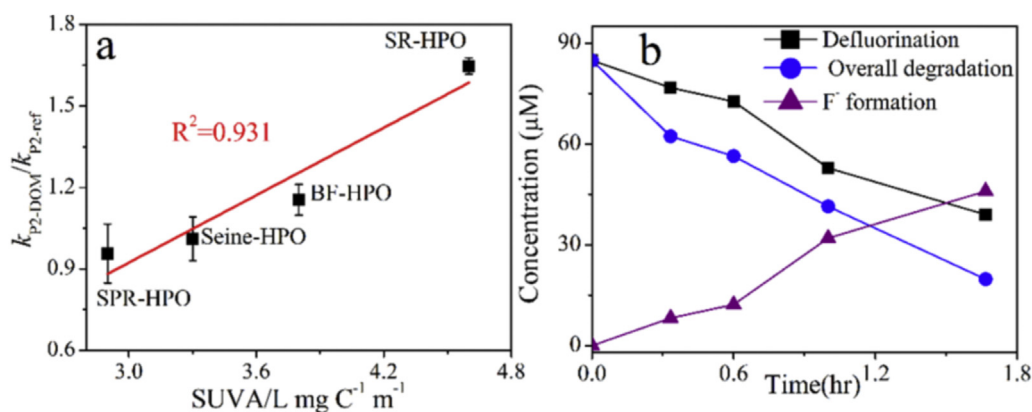 a
1.8
1.5
1.2
0.9
0.6
k_P2-DOM/k_P2-ref
R²=0.931
SR-HPO
BF-HPO
Seine-HPO
SPR-HPO
3.0 3.6 4.2 4.8
SUVA/L mg C⁻¹ m⁻¹
b
90
60
30
0
Concentration (μM)
Defluorination
Overall degradation
F⁻ formation
0.0 0.6 1.2 1.8
Time(hr)